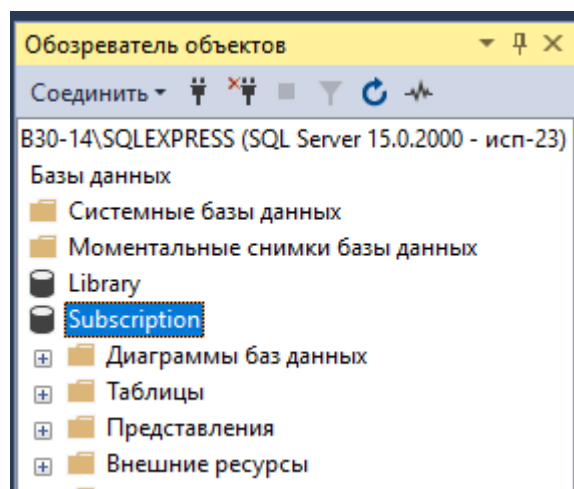 Обозреватель объектов
Соединить
B30-14\SQLEXPRESS (SQL Server 15.0.2000 - исп-23)
Базы данных
Системные базы данных
Моментальные снимки базы данных
Library
Subscription
Диаграммы баз данных
Таблицы
Представления
Внешние ресурсы